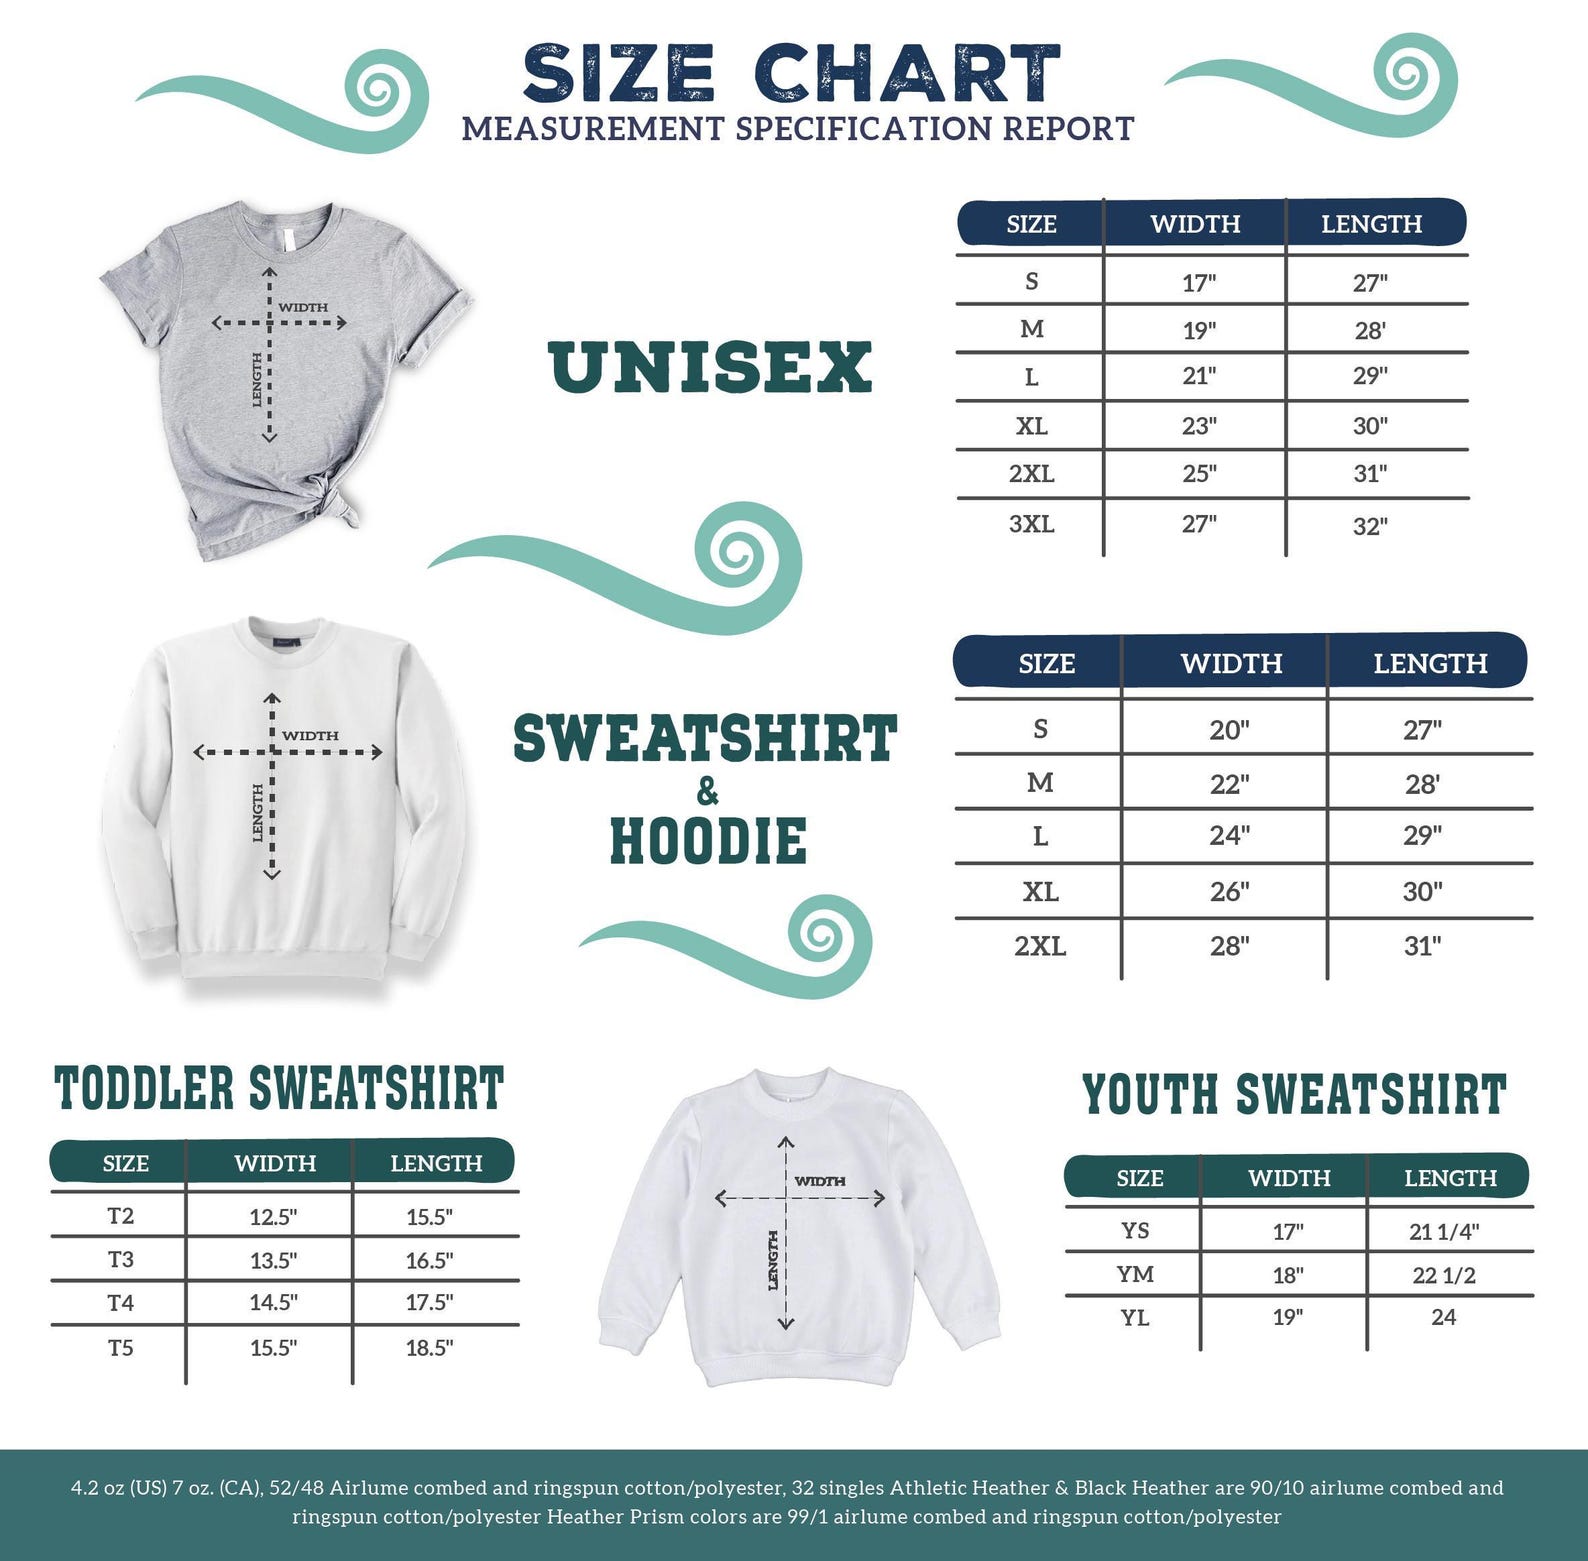 SIZE CHART
MEASUREMENT SPECIFICATION REPORT
WIDTH
LENGTH
UNISEX
SIZE WIDTH LENGTH
S 17" 27"
M 19" 28'
L 21" 29"
XL 23" 30"
2XL 25" 31"
3XL 27" 32"
WIDTH
LENGTH
SWEATSHIRT
&
HOODIE
SIZE WIDTH LENGTH
S 20" 27"
M 22" 28'
L 24" 29"
XL 26" 30"
2XL 28" 31"
TODDLER SWEATSHIRT
SIZE WIDTH LENGTH
T2 12.5" 15.5"
T3 13.5" 16.5"
T4 14.5" 17.5"
T5 15.5" 18.5"
WIDTH
LENGTH
YOUTH SWEATSHIRT
SIZE WIDTH LENGTH
YS 17" 21 1/4"
YM 18" 22 1/2
YL 19" 24
4.2 oz (US) 7 oz. (CA), 52/48 Airlume combed and ringspun cotton/polyester, 32 singles Athletic Heather & Black Heather are 90/10 airlume combed and
ringspun cotton/polyester Heather Prism colors are 99/1 airlume combed and ringspun cotton/polyester